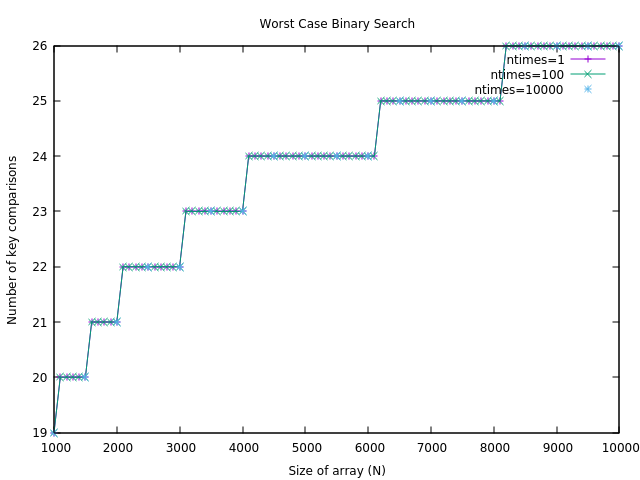 Worst Case Binary Search
26
25
24
23
22
21
20
19
Number of key comparisons
ntimes=1
ntimes=100
ntimes=10000
1000 2000 3000 4000 5000 6000 7000 8000 9000 10000
Size of array (N)